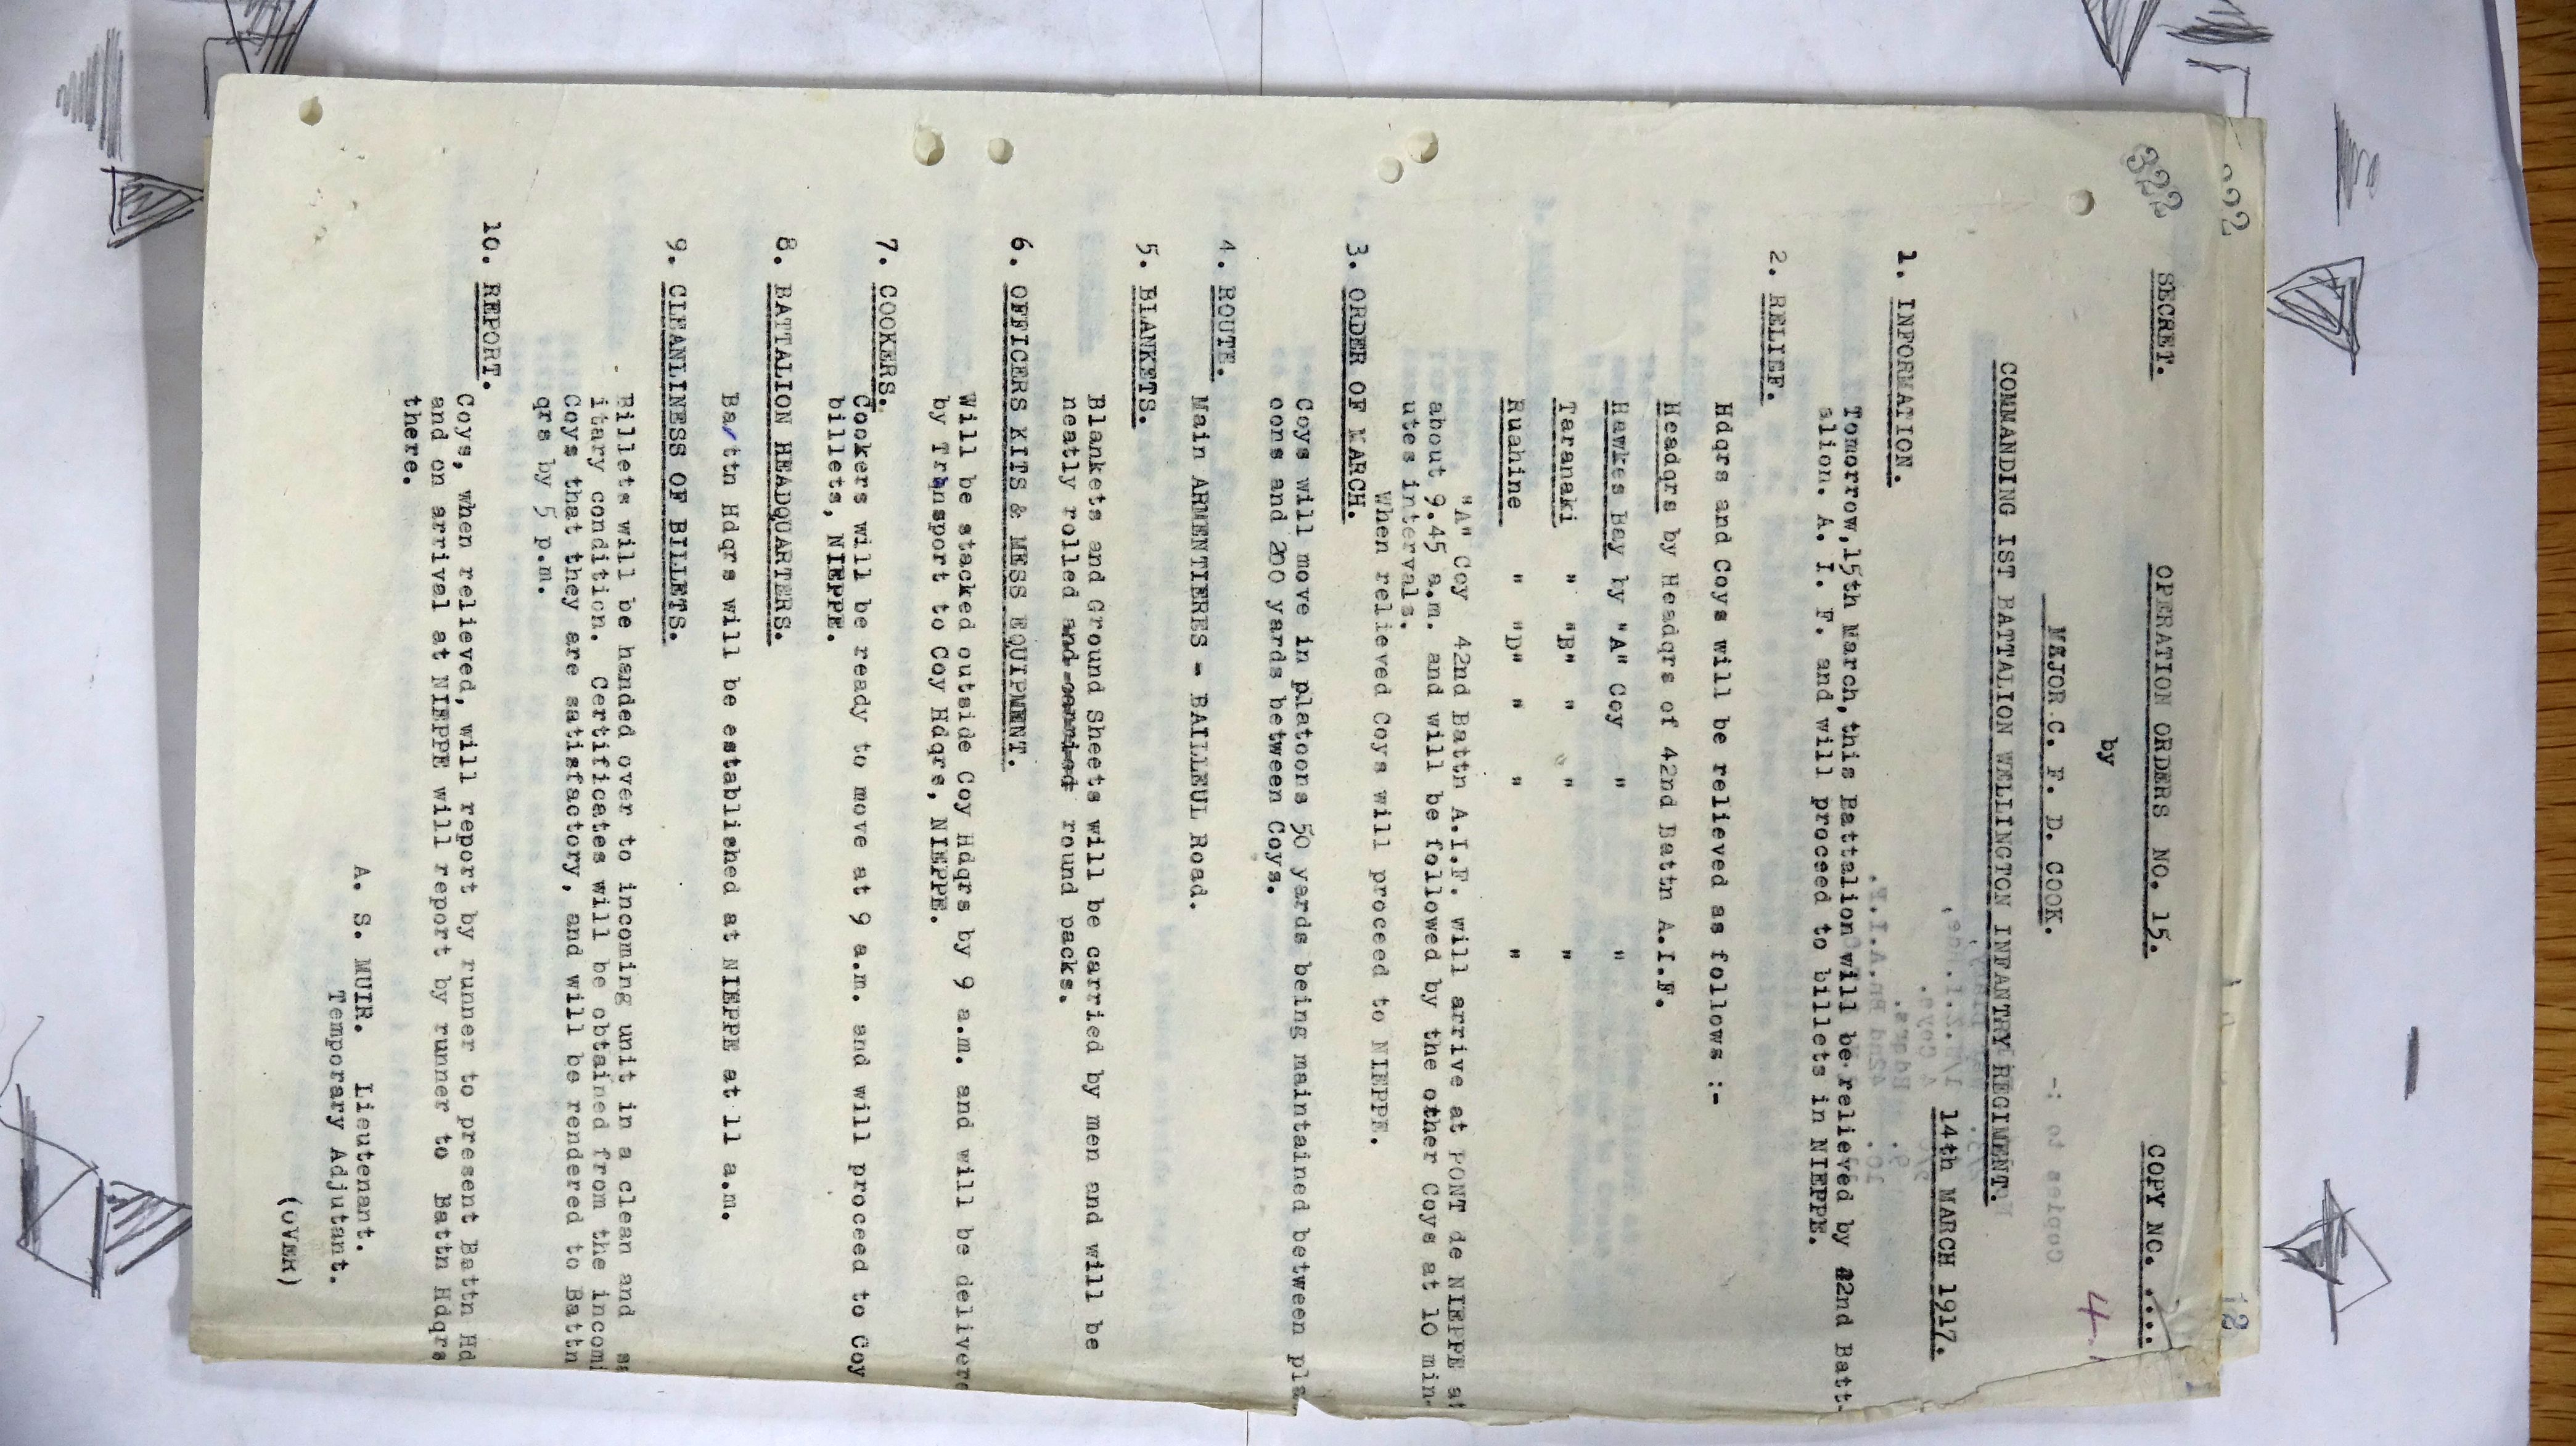 322
SECRET. OPERATION ORDERS NO. 15. COPY NO. ....
4.
by
MAJOR C. F. D. COOK.
COMMANDING 1ST BATTALION WELLINGTON INFANTRY REGIMENT.
14th MARCH 1917.
1. INFORMATION.
Tomorrow, 15th March, this Battalion will be relieved by 42nd Batt-
alion. A. I. F. and will proceed to billets in NIEPPE.
2. RELIEF.
Hdqrs and Coys will be relieved as follows :-
Headqrs by Headqrs of 42nd Battn A.I.F.
Hawkes Bay by "A" Coy " "
Taranaki " "B" " " "
Ruahine " "D" " " "
"A" Coy 42nd Battn A.I.F. will arrive at PONT de NIEPPE at
about 9.45 a.m. and will be followed by the other Coys at 10 min-
utes intervals.
When relieved Coys will proceed to NIEPPE.
3. ORDER OF MARCH.
Coys will move in platoons 50 yards being maintained between pla
oons and 200 yards between Coys.
4. ROUTE.
Main ARMENTIERES - BAILLEUL Road.
5. BLANKETS.
Blankets and Ground Sheets will be carried by men and will be
neatly rolled and carried round packs.
6. OFFICERS KITS & MESS EQUIPMENT.
Will be stacked outside Coy Hdqrs by 9 a.m. and will be delivere
by Transport to Coy Hdqrs, NIEPPE.
7. COOKERS.
Cookers will be ready to move at 9 a.m. and will proceed to Coy
billets, NIEPPE.
8. BATTALION HEADQUARTERS.
Ba/ttn Hdqrs will be established at NIEPPE at 11 a.m.
9. CLEANLINESS OF BILLETS.
Billets will be handed over to incoming unit in a clean and sa
itary condition. Certificates will be obtained from the incomi
Coys that they are satisfactory, and will be rendered to Battn
qrs by 5 p.m.
10. REPORT.
Coys, when relieved, will report by runner to present Battn Hd
and on arrival at NIEPPE will report by runner to Battn Hdqrs
there.
A. S. MUIR. Lieutenant.
Temporary Adjutant.
(OVER)